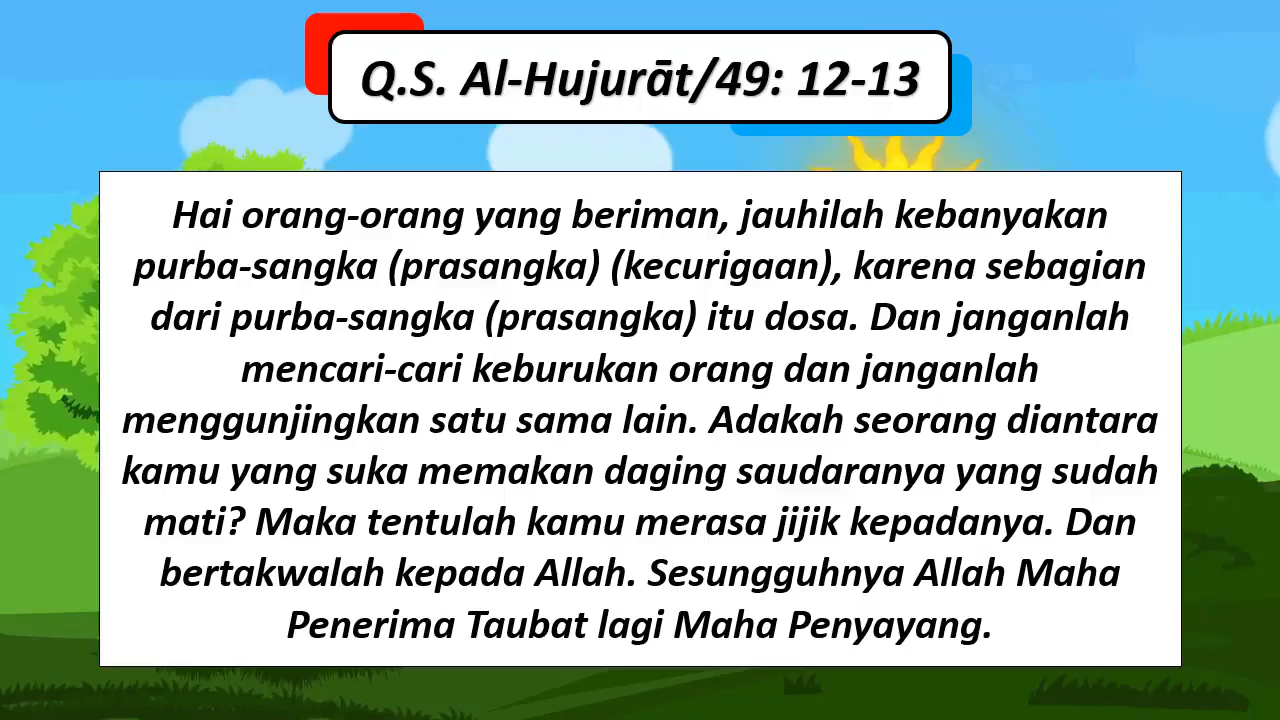 Q.S. Al-Hujurāt/49: 12-13
Hai orang-orang yang beriman, jauhilah kebanyakan
purba-sangka (prasangka) (kecurigaan), karena sebagian
dari purba-sangka (prasangka) itu dosa. Dan janganlah
mencari-cari keburukan orang dan janganlah
menggunjingkan satu sama lain. Adakah seorang diantara
kamu yang suka memakan daging saudaranya yang sudah
mati? Maka tentulah kamu merasa jijik kepadanya. Dan
bertakwalah kepada Allah. Sesungguhnya Allah Maha
Penerima Taubat lagi Maha Penyayang.